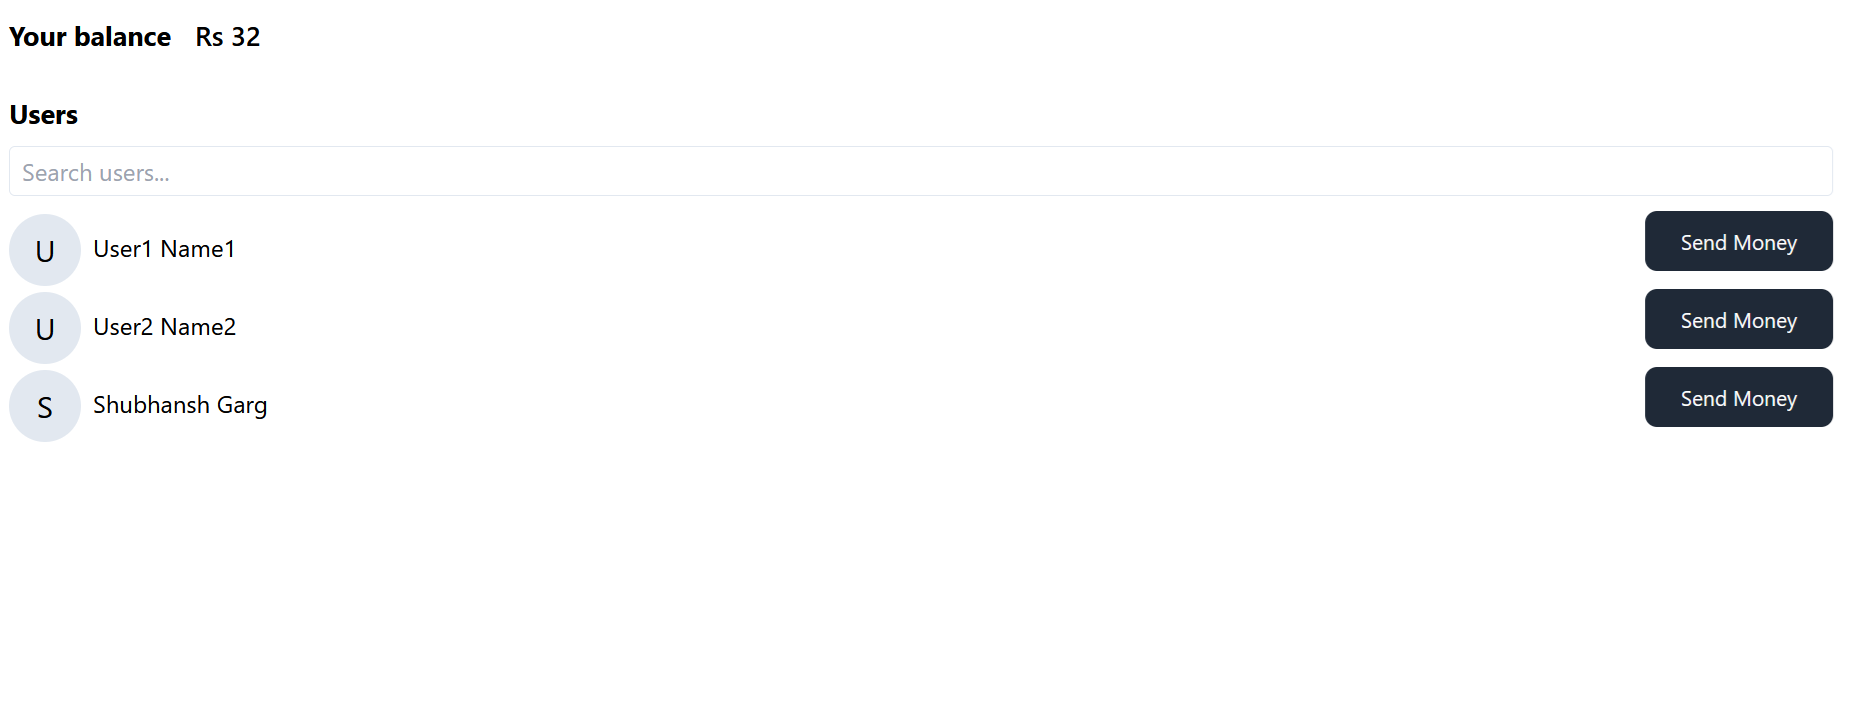 Your balance Rs 32
Users
Search users...
U User1 Name1 Send Money
U User2 Name2 Send Money
S Shubhansh Garg Send Money